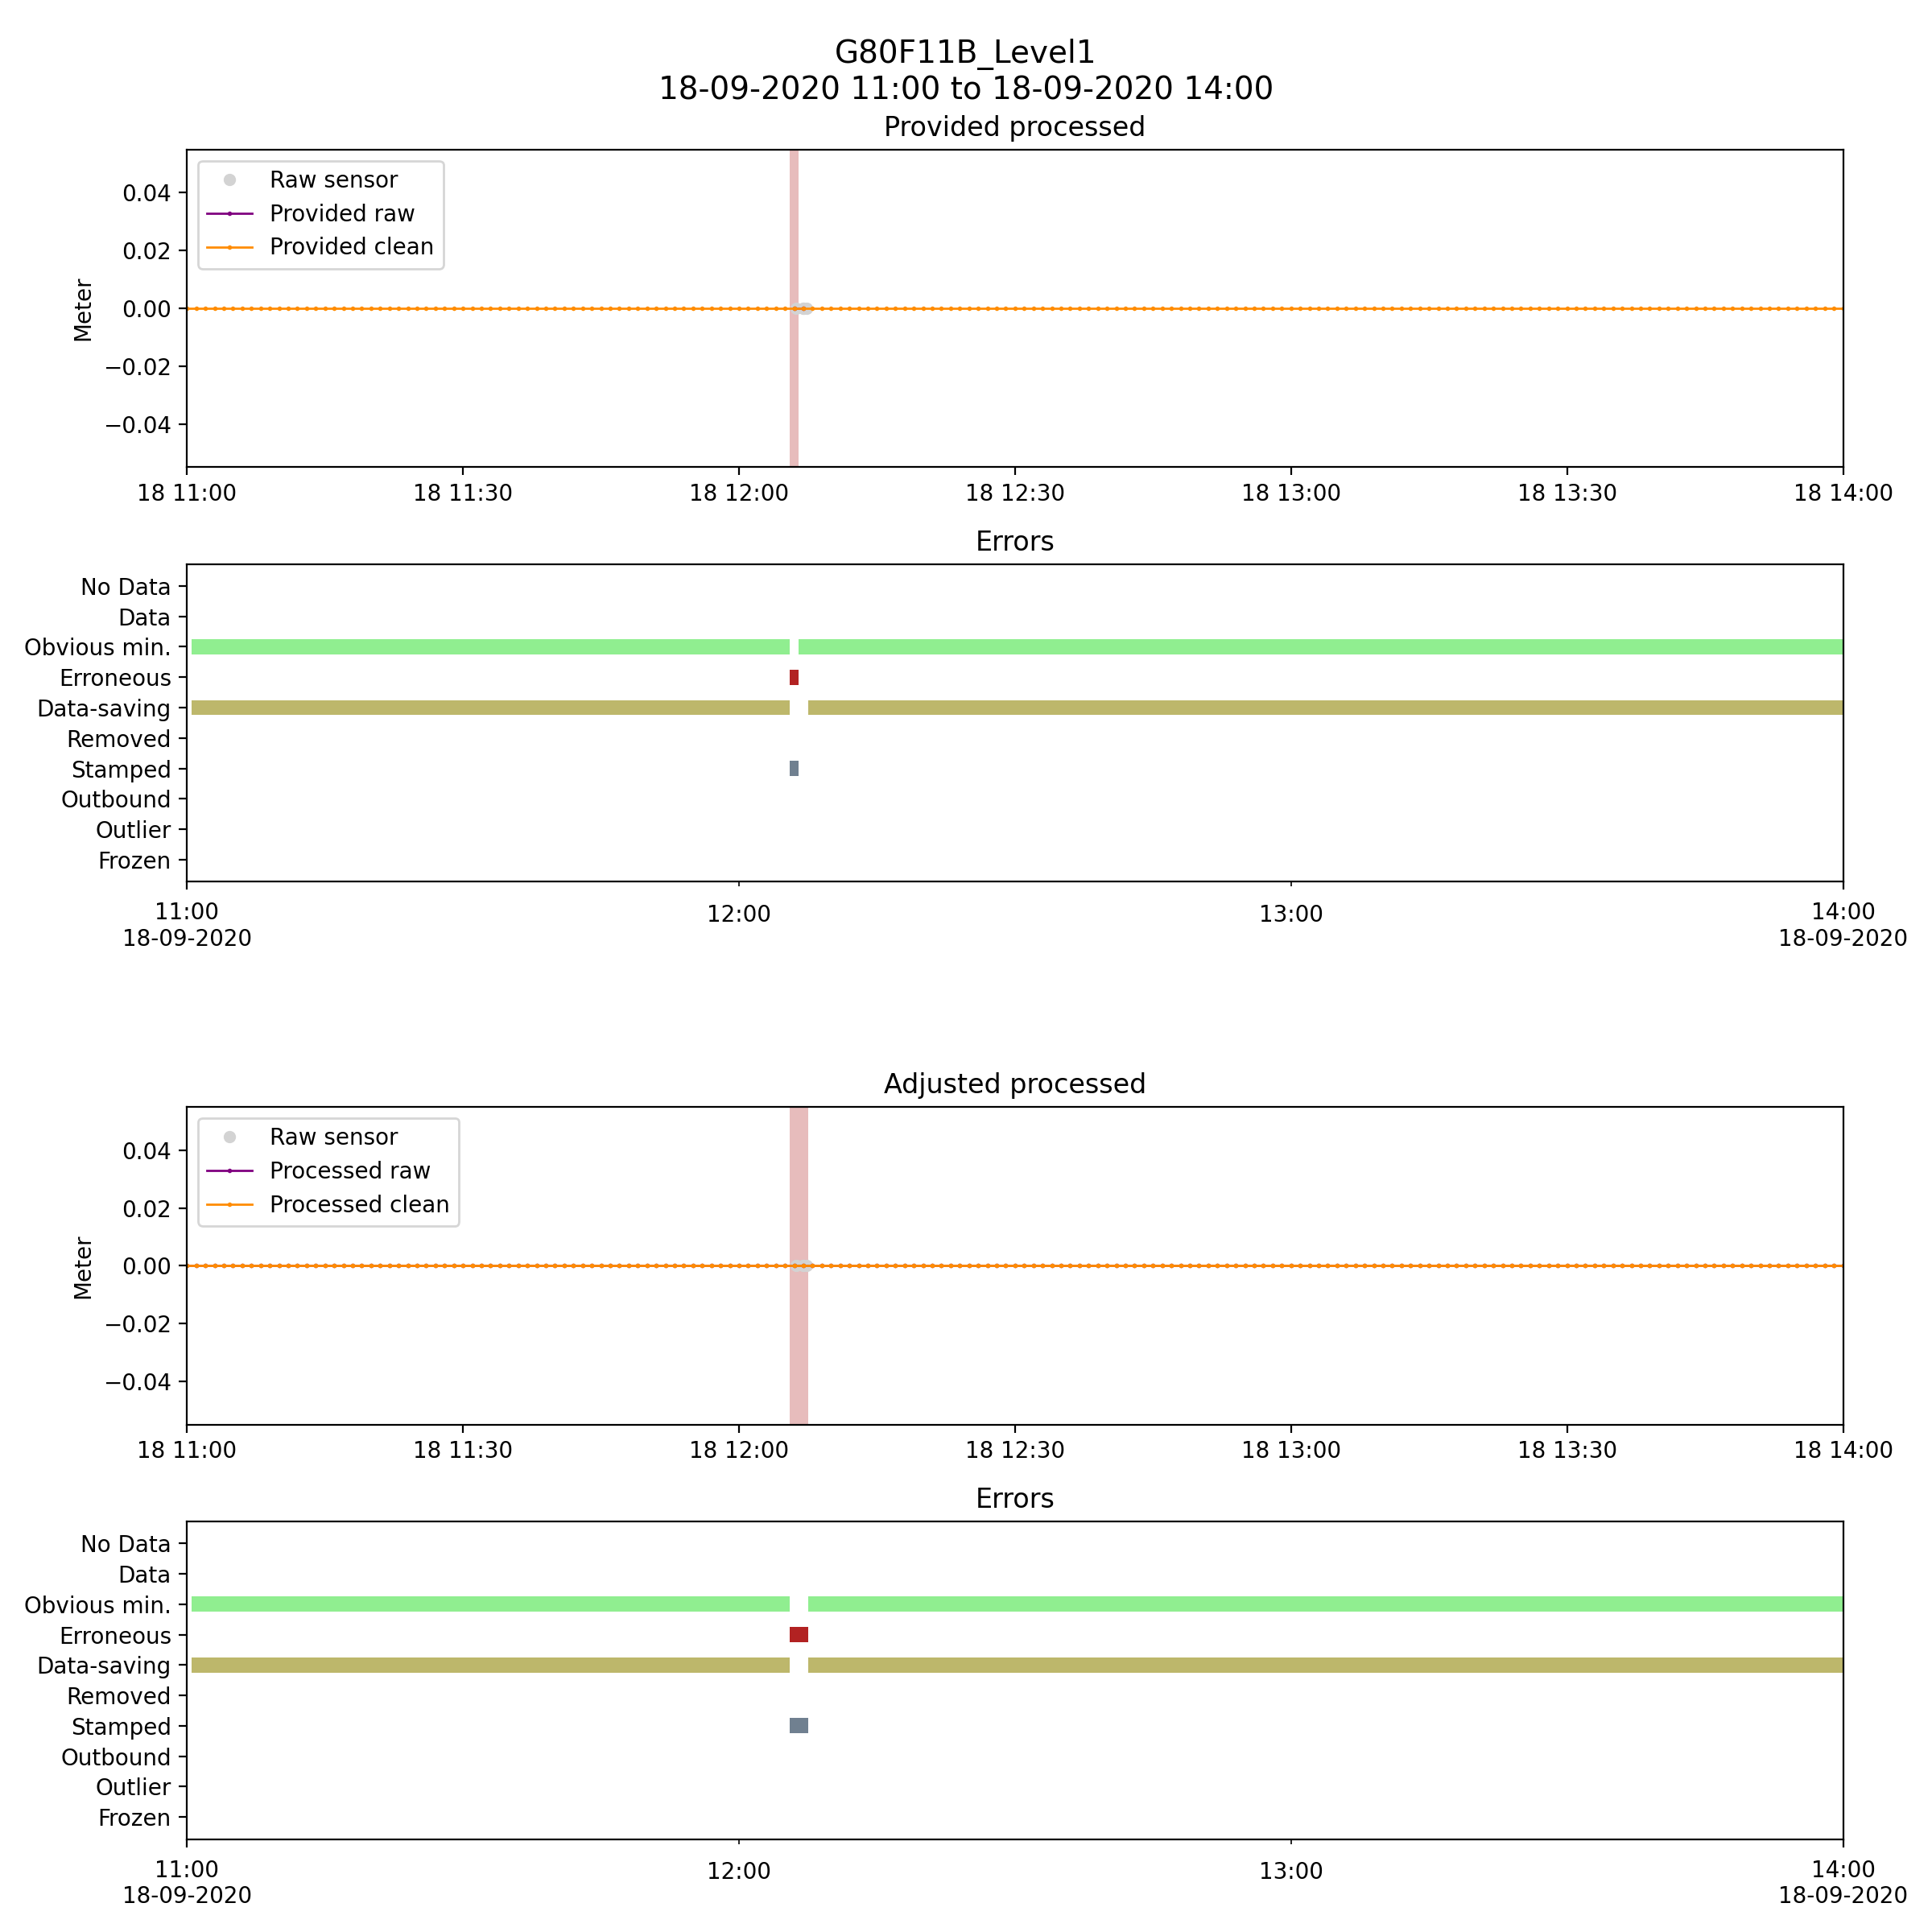 G80F11B_Level1
18-09-2020 11:00 to 18-09-2020 14:00
Provided processed
Raw sensor
Provided raw
Provided clean
0.04
0.02
0.00
−0.02
−0.04
Meter
18 11:00 18 11:30 18 12:00 18 12:30 18 13:00 18 13:30 18 14:00
Errors
No Data
Data
Obvious min.
Erroneous
Data-saving
Removed
Stamped
Outbound
Outlier
Frozen
11:00 12:00 13:00 14:00
18-09-2020 18-09-2020
Adjusted processed
Raw sensor
Processed raw
Processed clean
0.04
0.02
0.00
−0.02
−0.04
Meter
18 11:00 18 11:30 18 12:00 18 12:30 18 13:00 18 13:30 18 14:00
Errors
No Data
Data
Obvious min.
Erroneous
Data-saving
Removed
Stamped
Outbound
Outlier
Frozen
11:00 12:00 13:00 14:00
18-09-2020 18-09-2020